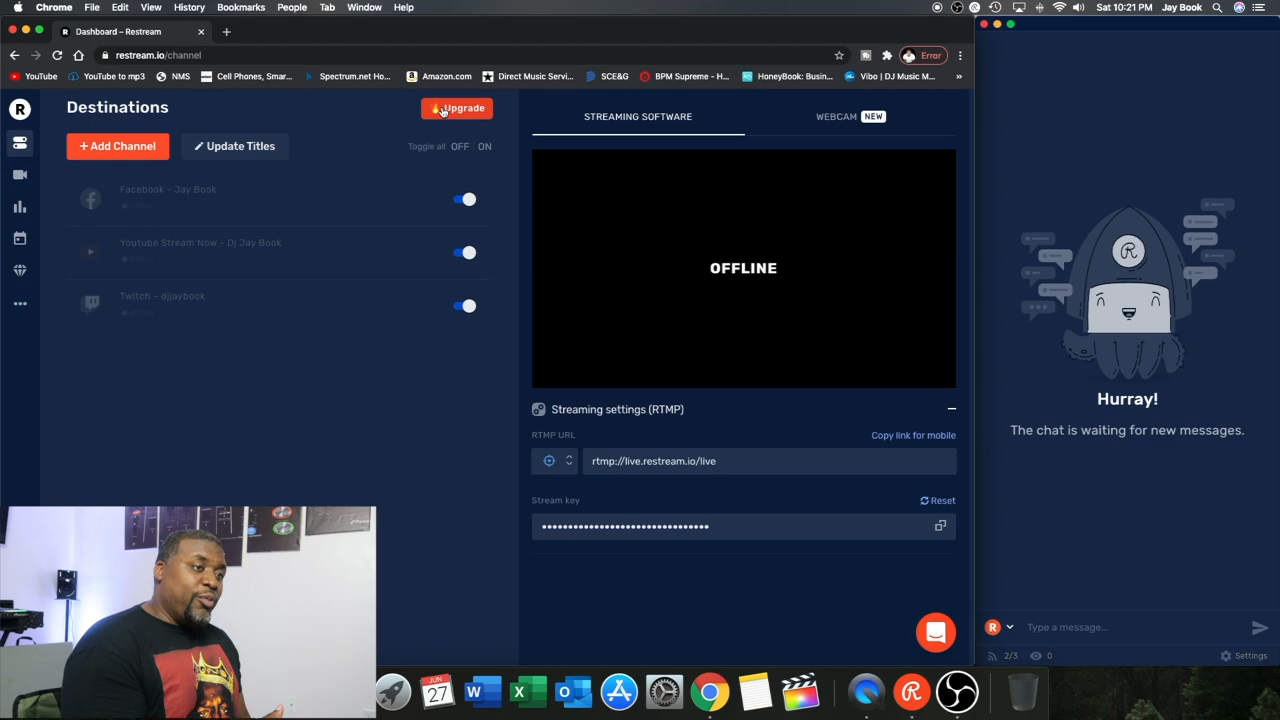 Chrome File Edit View History Bookmarks People Tab Window Help Sat 10:21 PM Jay Book
Dashboard – Restream
restream.io/channel Error
YouTube YouTube to mp3 NMS Cell Phones, Smar... Spectrum.net Ho... Amazon.com Direct Music Servi... SCE&G BPM Supreme - H... HoneyBook: Busin... Vibo | DJ Music M... »
R Destinations Upgrade
STREAMING SOFTWARE WEBCAM NEW
+ Add Channel Update Titles Toggle all OFF ON
Facebook - Jay Book
Youtube Stream Now - Dj Jay Book
Twitch - djjaybook
OFFLINE
Streaming settings (RTMP)
RTMP URL Copy link for mobile
rtmp://live.restream.io/live
Stream key Reset
••••••••••••••••••••••••••••••••
R
Hurray!
The chat is waiting for new messages.
R Type a message...
2/3 0 Settings
JUN
27 W X O R